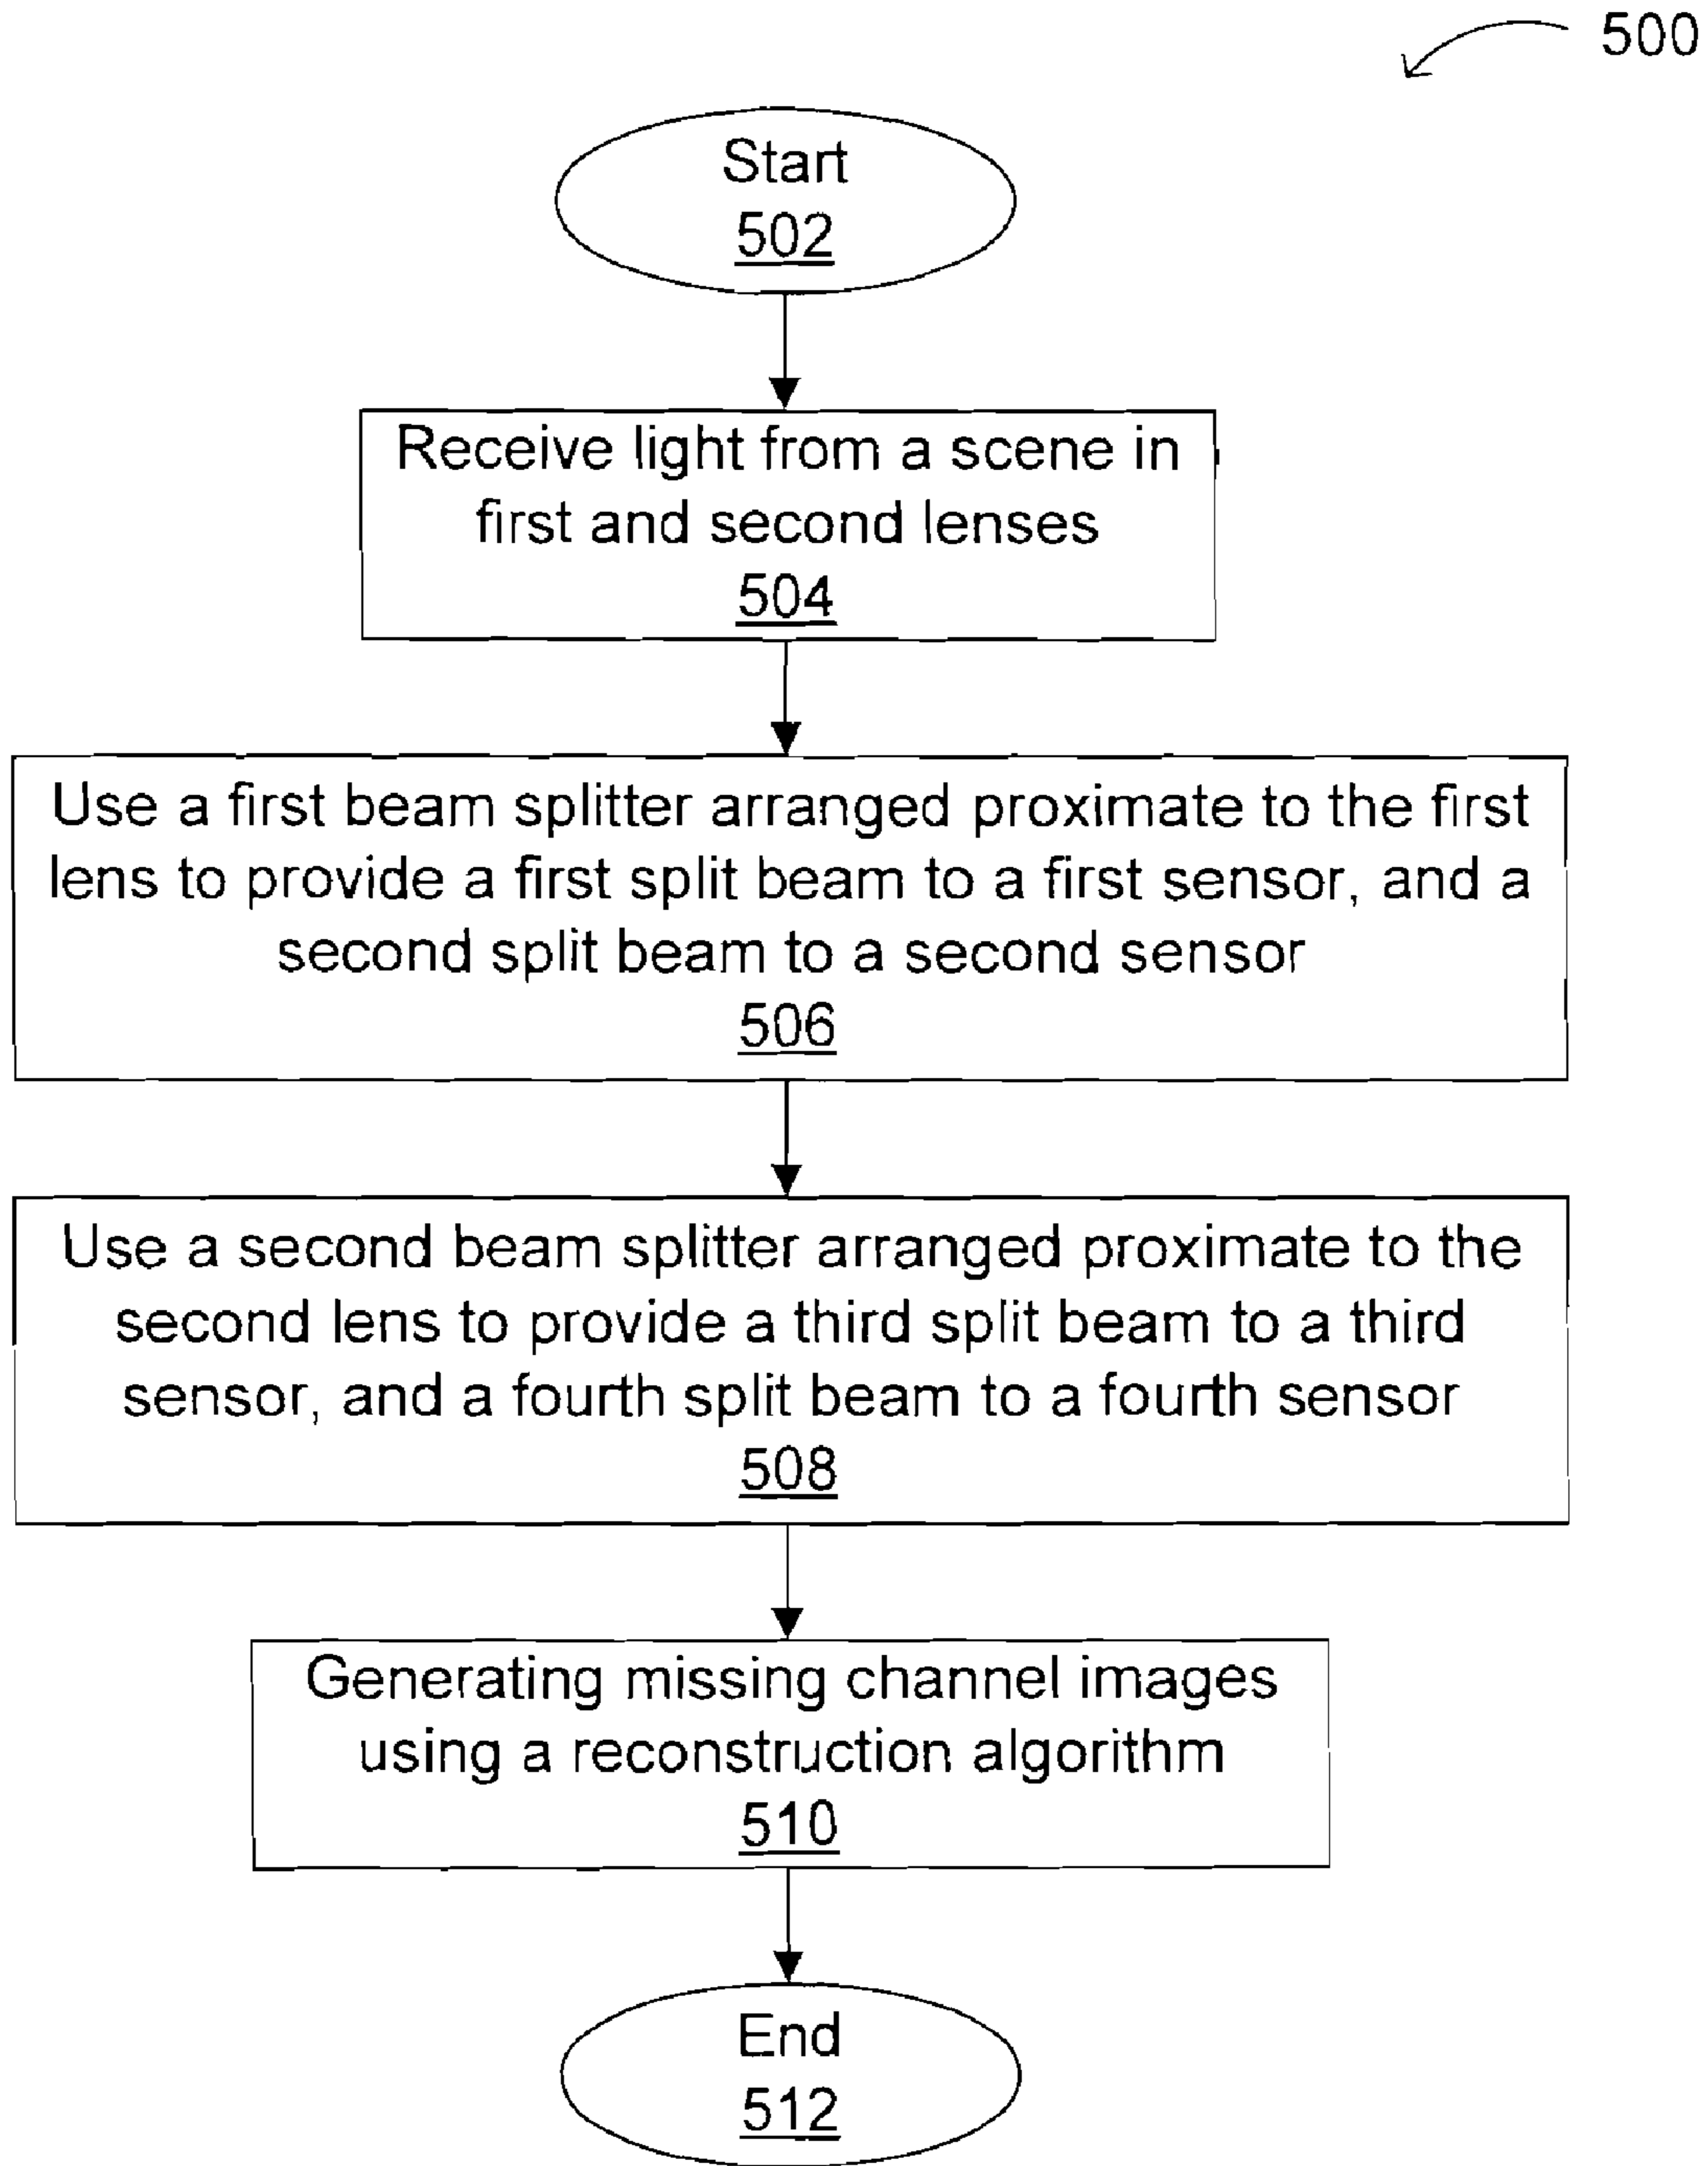 500
Start
502
Receive light from a scene in
first and second lenses
504
Use a first beam splitter arranged proximate to the first
lens to provide a first split beam to a first sensor, and a
second split beam to a second sensor
506
Use a second beam splitter arranged proximate to the
second lens to provide a third split beam to a third
sensor, and a fourth split beam to a fourth sensor
508
Generating missing channel images
using a reconstruction algorithm
510
End
512